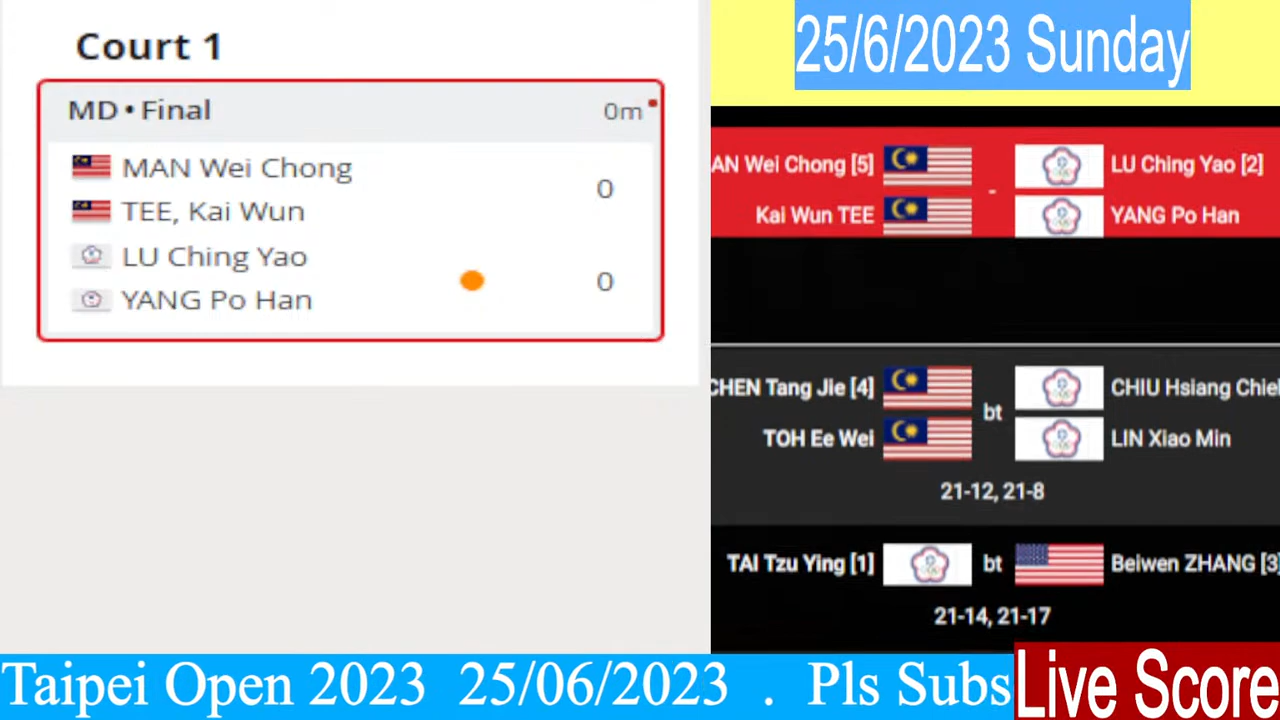 Court 1
MD • Final 0m
MAN Wei Chong
0
TEE, Kai Wun
LU Ching Yao
0
YANG Po Han
25/6/2023 Sunday
AN Wei Chong [5] LU Ching Yao [2]
-
Kai Wun TEE YANG Po Han
CHEN Tang Jie [4] CHIU Hsiang Chieh
bt
TOH Ee Wei LIN Xiao Min
21-12, 21-8
TAI Tzu Ying [1] bt Beiwen ZHANG [3]
21-14, 21-17
Taipei Open 2023 25/06/2023 . Pls Subs
Live Score